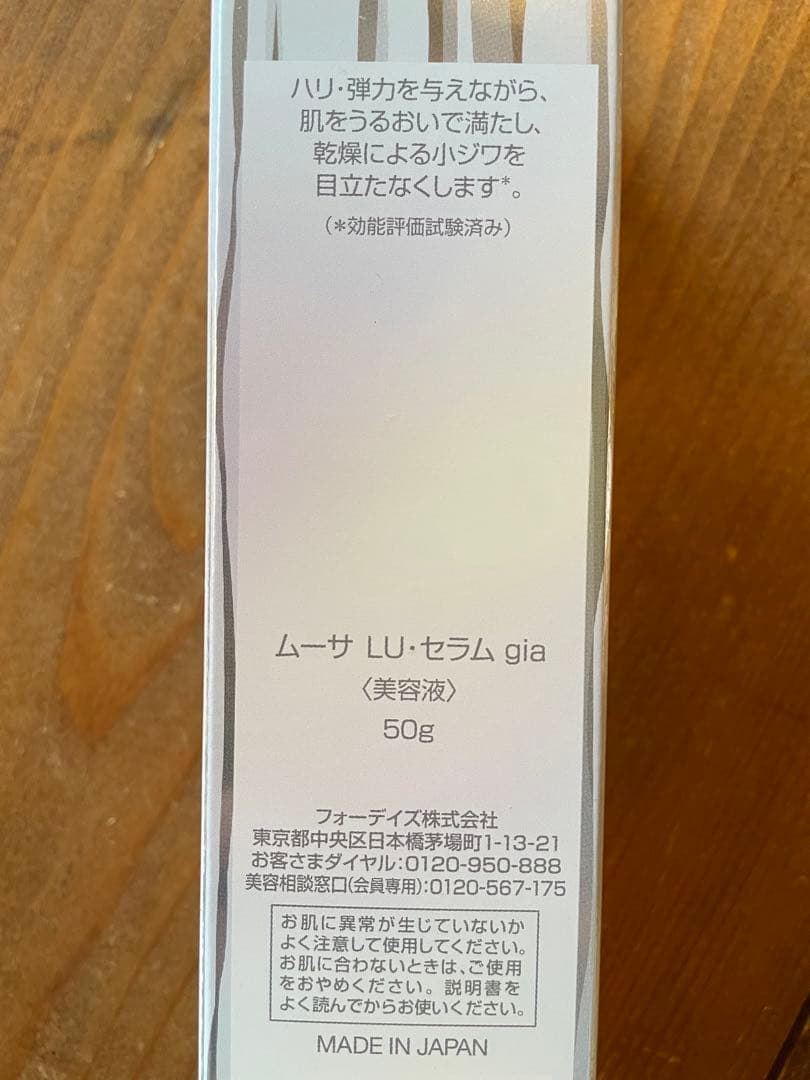 ハリ・弾力を与えながら、
肌をうるおいで満たし、
乾燥による小ジワを
目立たなくします*。
(*効能評価試験済み)
ムーサ LU・セラム gia
〈美容液〉
50g
フォーデイズ株式会社
東京都中央区日本橋茅場町1-13-21
お客さまダイヤル:0120-950-888
美容相談窓口(会員専用):0120-567-175
お肌に異常が生じていないか
よく注意して使用してください。
お肌に合わないときは、ご使用
をおやめください。説明書を
よく読んでからお使いください。
MADE IN JAPAN